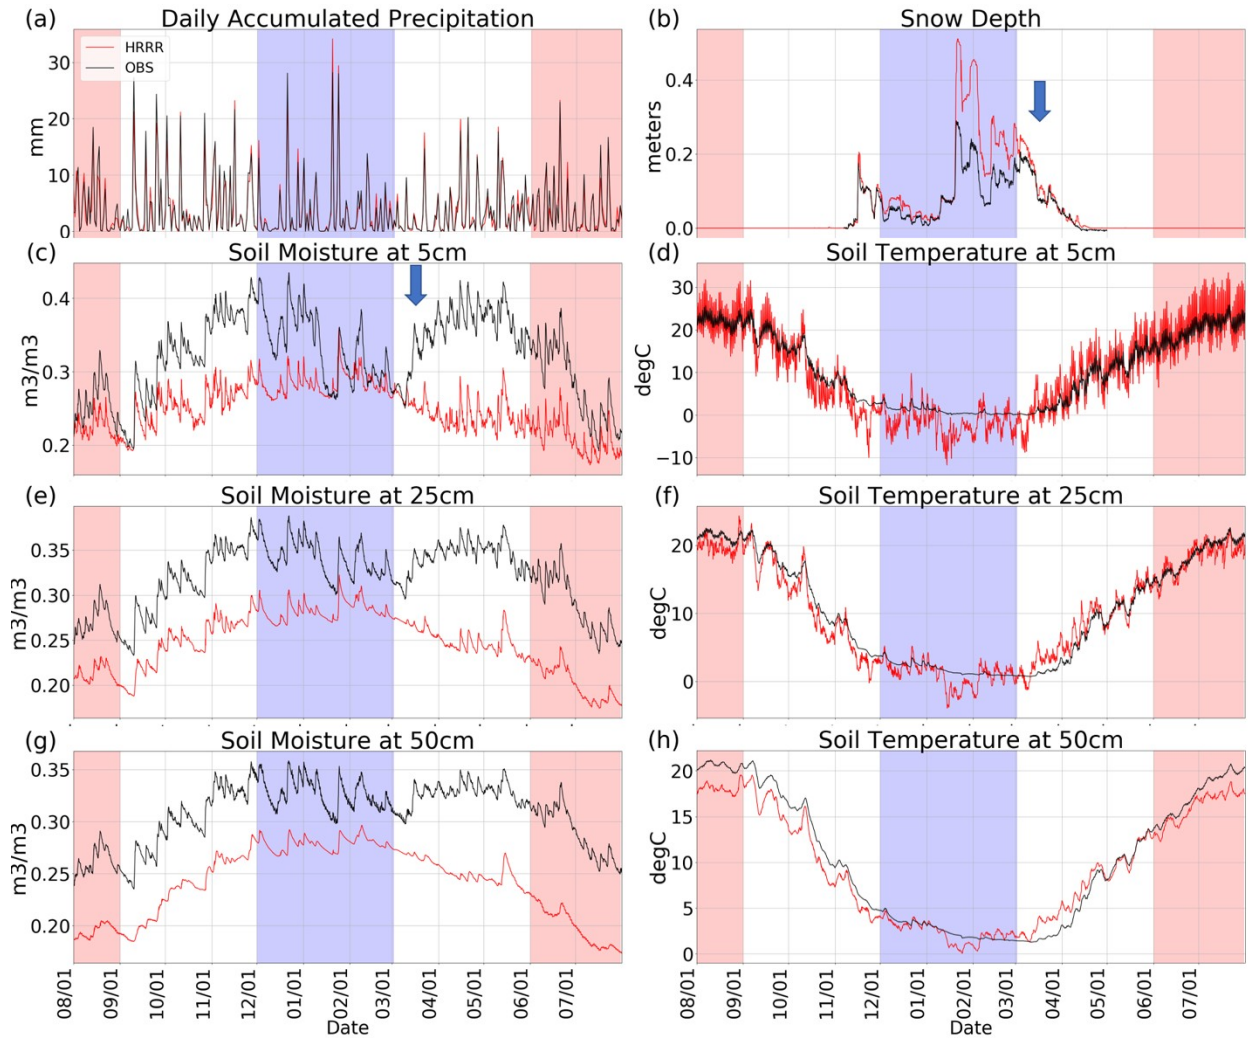 (a) Daily Accumulated Precipitation
HRRR
OBS
30
20
10
0
mm
(b) Snow Depth
0.4
0.2
0.0
meters
(c) Soil Moisture at 5cm
0.4
0.3
0.2
m3/m3
(d) Soil Temperature at 5cm
30
20
10
0
−10
degC
(e) Soil Moisture at 25cm
0.35
0.30
0.25
0.20
m3/m3
(f) Soil Temperature at 25cm
20
10
0
degC
(g) Soil Moisture at 50cm
0.35
0.30
0.25
0.20
m3/m3
08/01
09/01
10/01
11/01
12/01
01/01
02/01
03/01
04/01
05/01
06/01
07/01
Date
(h) Soil Temperature at 50cm
20
15
10
5
0
degC
08/01
09/01
10/01
11/01
12/01
01/01
02/01
03/01
04/01
05/01
06/01
07/01
Date